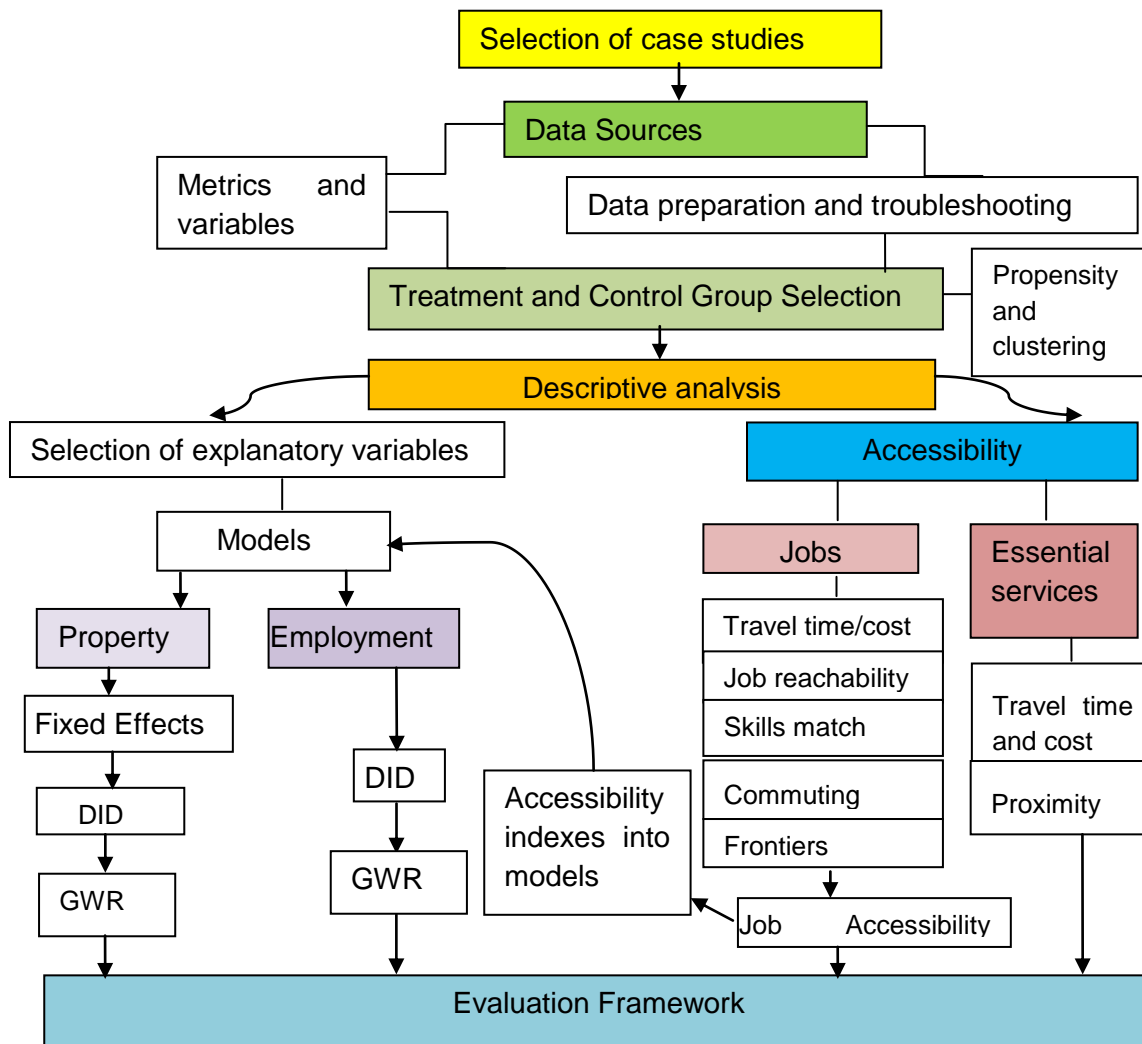 Selection of case studies
Data Sources
Metrics and
variables
Data preparation and troubleshooting
Treatment and Control Group Selection
Propensity
and
clustering
Descriptive analysis
Selection of explanatory variables
Accessibility
Models
Jobs
Essential
services
Property
Employment
Travel time/cost
Job reachability
Skills match
Commuting
Frontiers
Travel time
and cost
Proximity
Fixed Effects
DID
GWR
DID
GWR
Accessibility
indexes into
models
Job Accessibility
Evaluation Framework